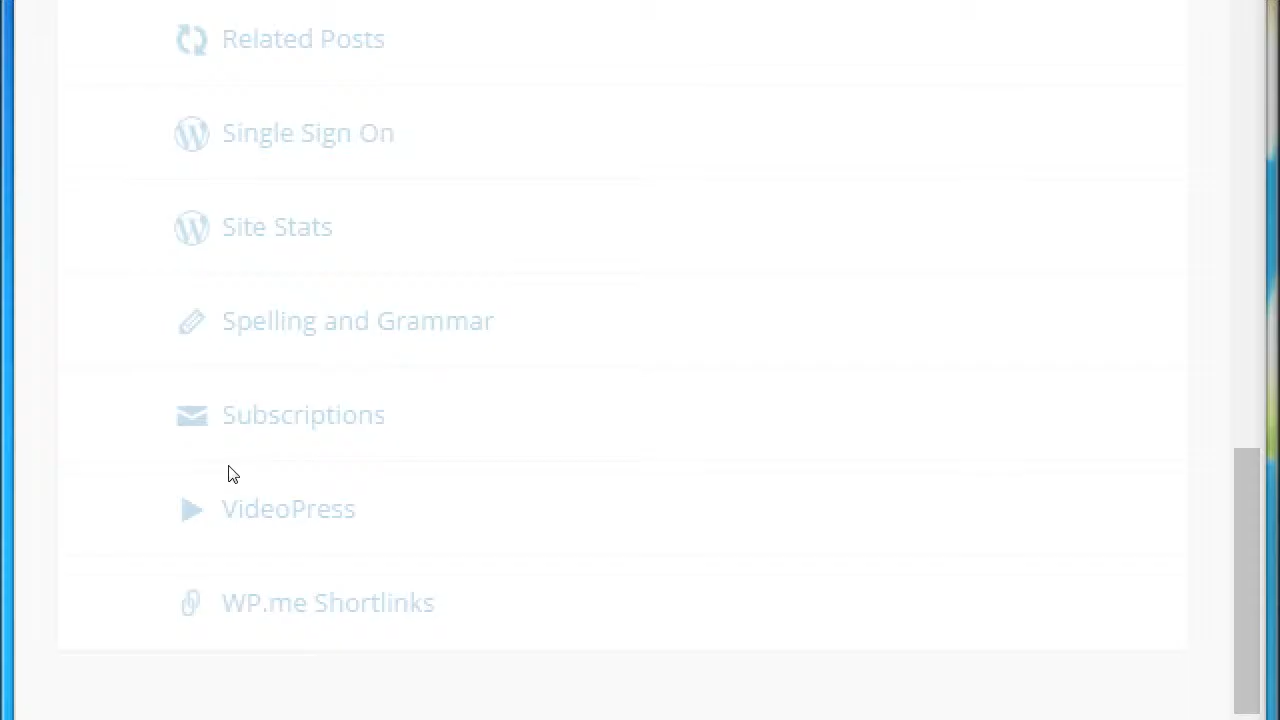 Related Posts
Single Sign On
Site Stats
Spelling and Grammar
Subscriptions
VideoPress
WP.me Shortlinks